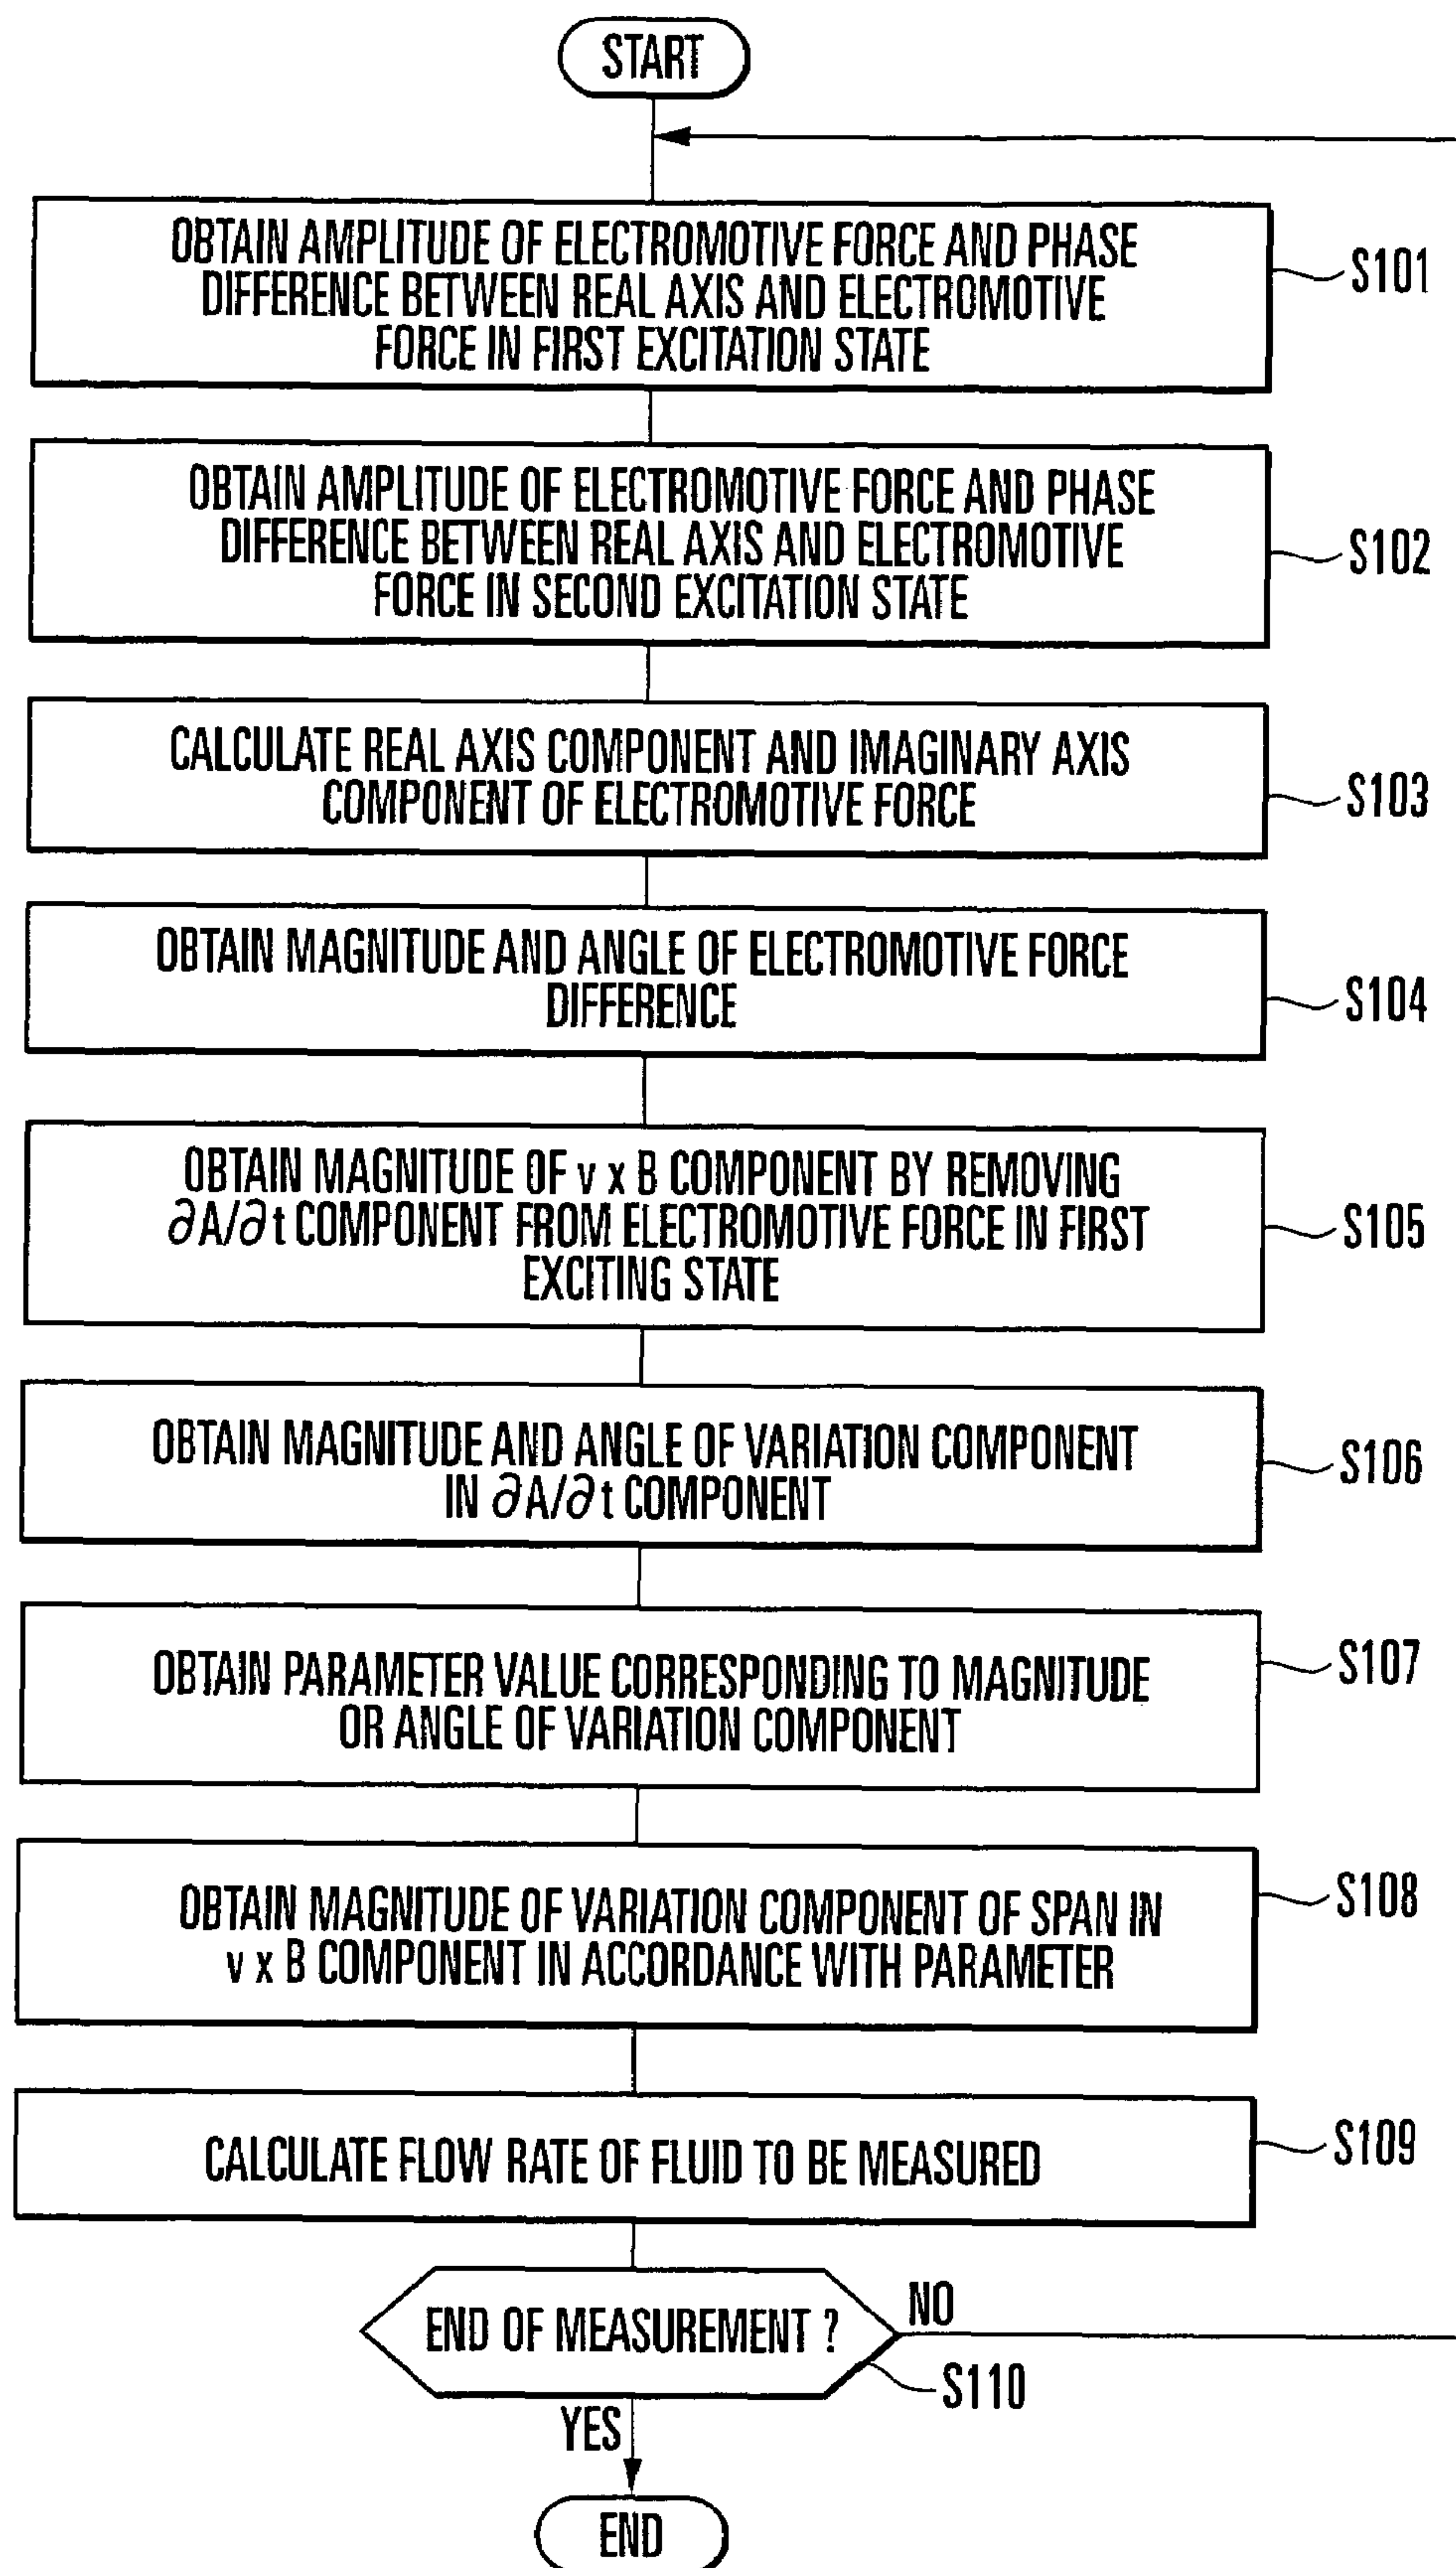 START
OBTAIN AMPLITUDE OF ELECTROMOTIVE FORCE AND PHASE
DIFFERENCE BETWEEN REAL AXIS AND ELECTROMOTIVE
FORCE IN FIRST EXCITATION STATE
S101
OBTAIN AMPLITUDE OF ELECTROMOTIVE FORCE AND PHASE
DIFFERENCE BETWEEN REAL AXIS AND ELECTROMOTIVE
FORCE IN SECOND EXCITATION STATE
S102
CALCULATE REAL AXIS COMPONENT AND IMAGINARY AXIS
COMPONENT OF ELECTROMOTIVE FORCE
S103
OBTAIN MAGNITUDE AND ANGLE OF ELECTROMOTIVE FORCE
DIFFERENCE
S104
OBTAIN MAGNITUDE OF v x B COMPONENT BY REMOVING
∂A/∂t COMPONENT FROM ELECTROMOTIVE FORCE IN FIRST
EXCITING STATE
S105
OBTAIN MAGNITUDE AND ANGLE OF VARIATION COMPONENT
IN ∂A/∂t COMPONENT
S106
OBTAIN PARAMETER VALUE CORRESPONDING TO MAGNITUDE
OR ANGLE OF VARIATION COMPONENT
S107
OBTAIN MAGNITUDE OF VARIATION COMPONENT OF SPAN IN
v x B COMPONENT IN ACCORDANCE WITH PARAMETER
S108
CALCULATE FLOW RATE OF FLUID TO BE MEASURED
S109
END OF MEASUREMENT ?
NO
S110
YES
END